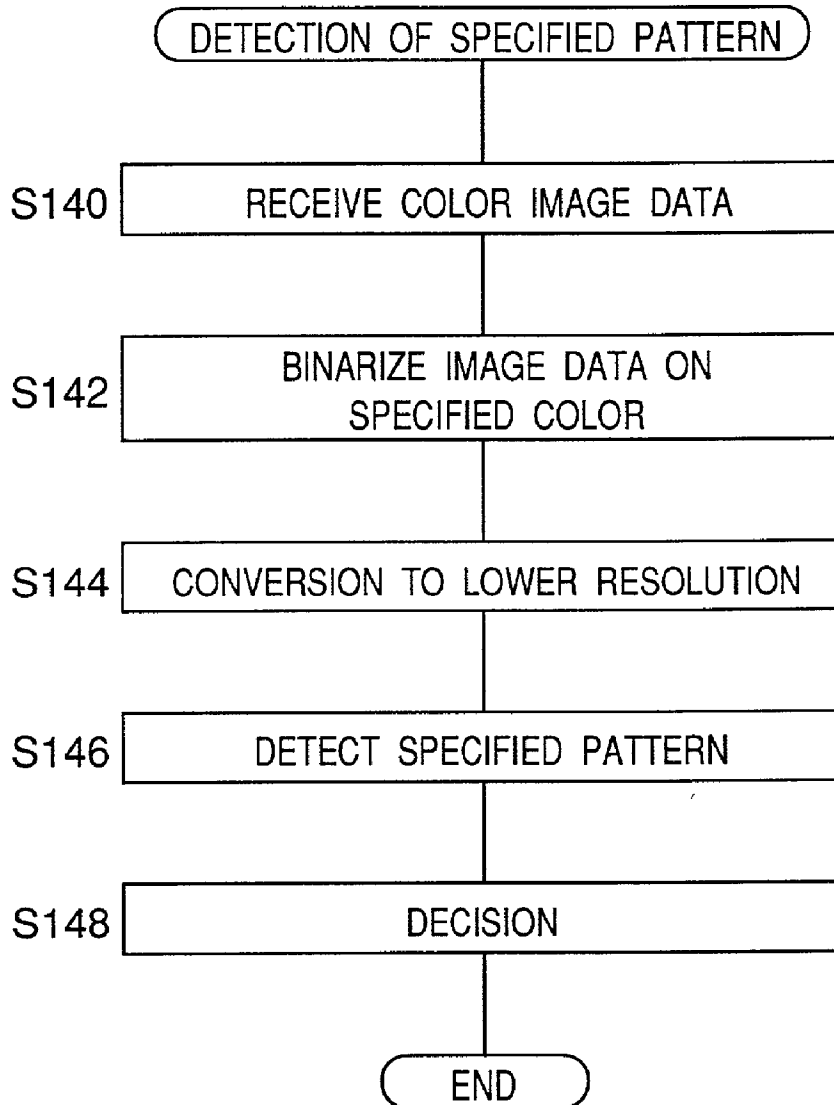 DETECTION OF SPECIFIED PATTERN
S140 RECEIVE COLOR IMAGE DATA
S142 BINARIZE IMAGE DATA ON
SPECIFIED COLOR
S144 CONVERSION TO LOWER RESOLUTION
S146 DETECT SPECIFIED PATTERN
S148 DECISION
END